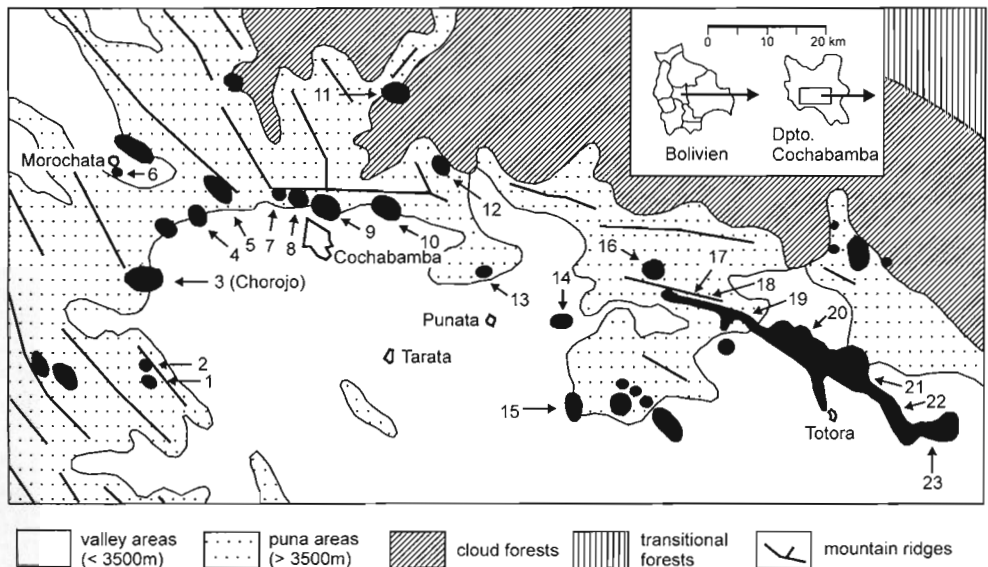 0 10 20 km
Bolivien
Dpto.
Cochabamba
11
Morochata
6
12
4
5
7
8
9
10
Cochabamba
3 (Chorojo)
13
14
16
17
18
19
20
Punata
Tarata
2
1
15
21
22
Totora
23
valley areas
(< 3500m)
puna areas
(> 3500m)
cloud forests
transitional
forests
mountain ridges